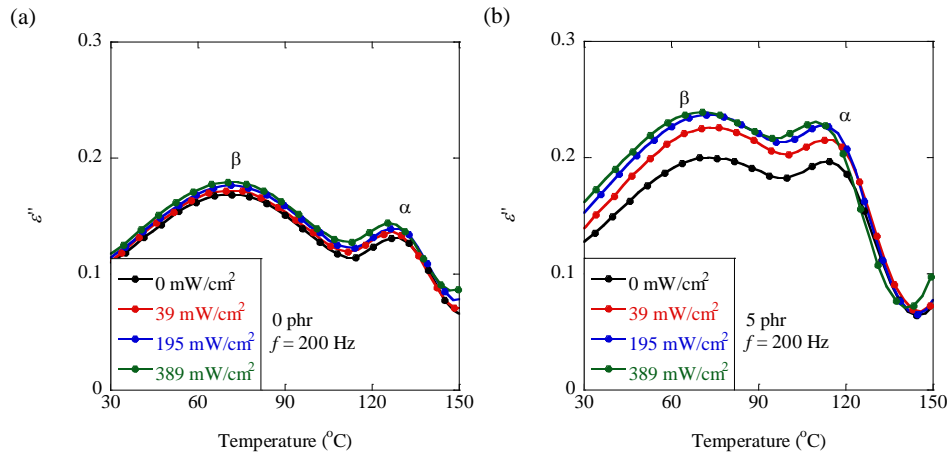 (a)
0.3
0.2
0.1
0
ε"
β
α
0 mW/cm²
39 mW/cm²
195 mW/cm²
389 mW/cm²
0 phr
f = 200 Hz
30 60 90 120 150
Temperature (°C)
(b)
0.3
0.2
0.1
0
ε"
β
α
0 mW/cm²
39 mW/cm²
195 mW/cm²
389 mW/cm²
5 phr
f = 200 Hz
30 60 90 120 150
Temperature (°C)